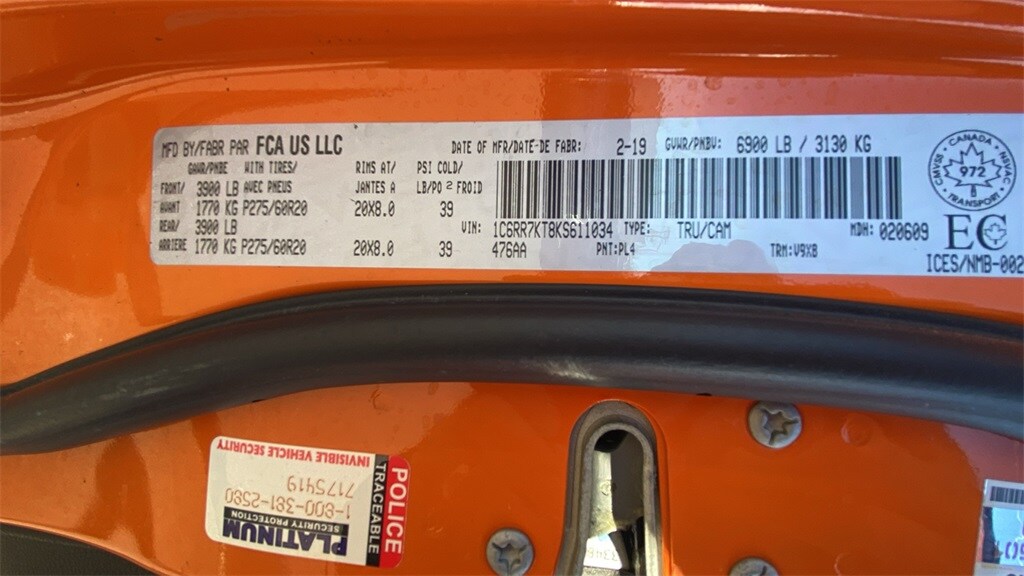 MFD BY/FABR PAR FCA US LLC DATE OF MFR/DATE-DE FABR: 2-19 GVWR/PNBV: 6900 LB / 3130 KG
GAWR/PNBE WITH TIRES/ RIMS AT/ PSI COLD/
FRONT/ 3900 LB AVEC PNEUS JANTES A LB/PO 2 FROID
AVANT 1770 KG P275/60R20 20X8.0 39
REAR/ 3900 LB VIN: 1C6RR7KT8KS611034 TYPE: TRU/CAM MDH: 020609
ARRIERE 1770 KG P275/60R20 20X8.0 39 476AA PNT:PL4 TRM:V9X8
CANADA
CMVSS NSVAC
972
TRANSPORT
EC
ICES/NMB-002
POLICE
TRACEABLE
PLATINUM
SECURITY PROTECTION
1-800-381-2580
7175419
INVISIBLE VEHICLE SECURITY